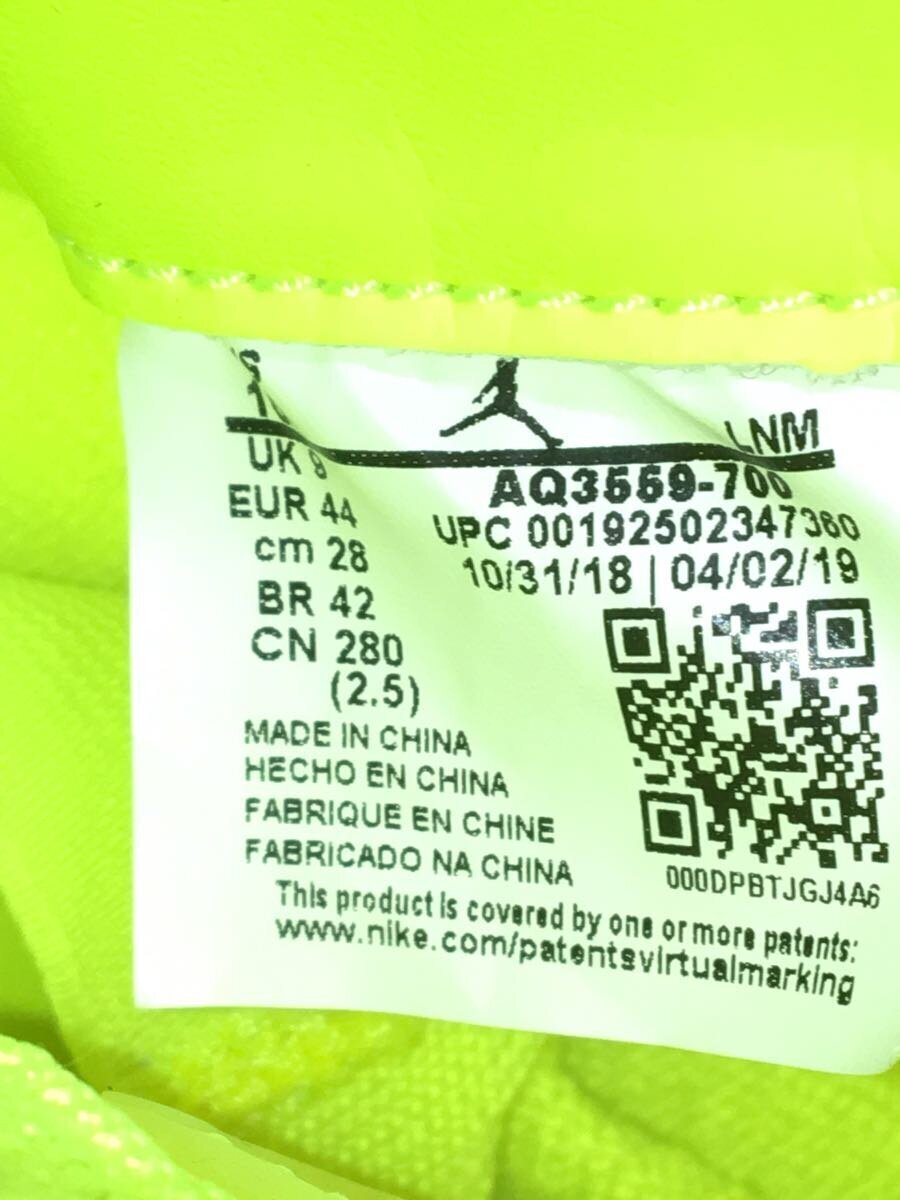 10
LNM
UK 9
AQ3559-700
EUR 44
UPC 00192502347360
cm 28
10/31/18 | 04/02/19
BR 42
CN 280
(2.5)
MADE IN CHINA
HECHO EN CHINA
FABRIQUE EN CHINE
FABRICADO NA CHINA
000DPBTJGJ4A6
This product is covered by one or more patents:
www.nike.com/patentsvirtualmarking